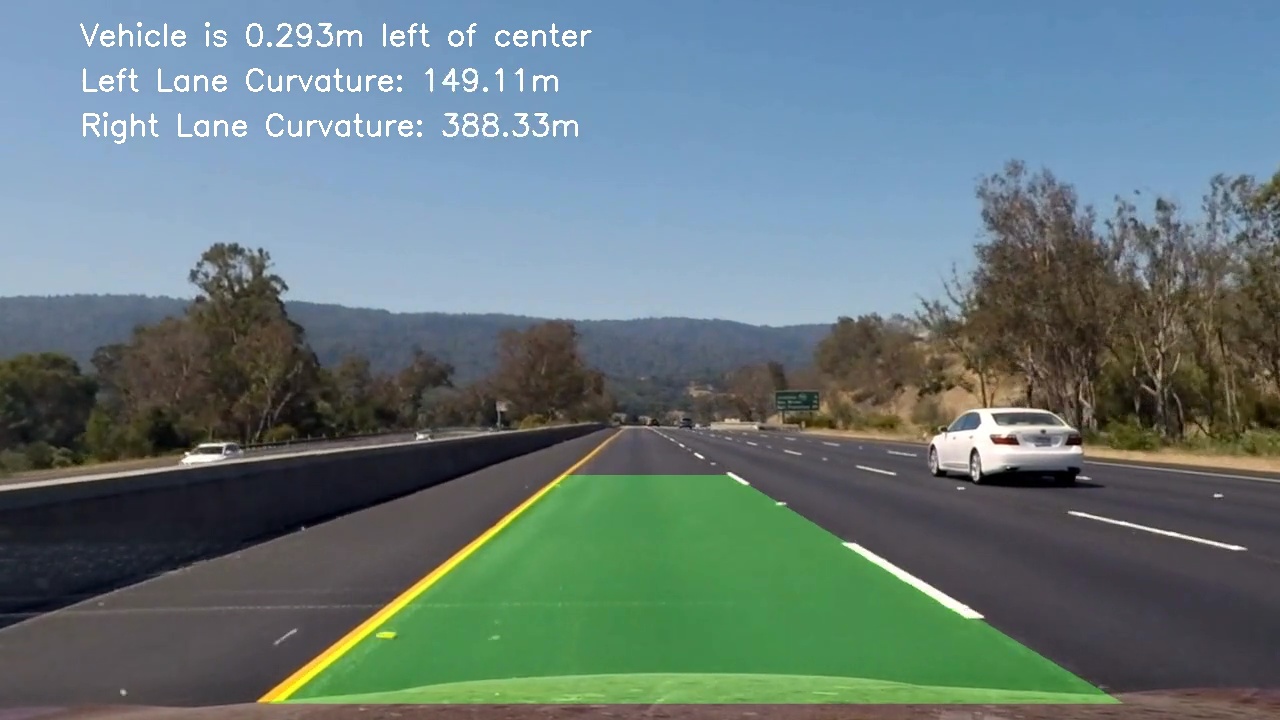 Vehicle is 0.293m left of center
Left Lane Curvature: 149.11m
Right Lane Curvature: 388.33m